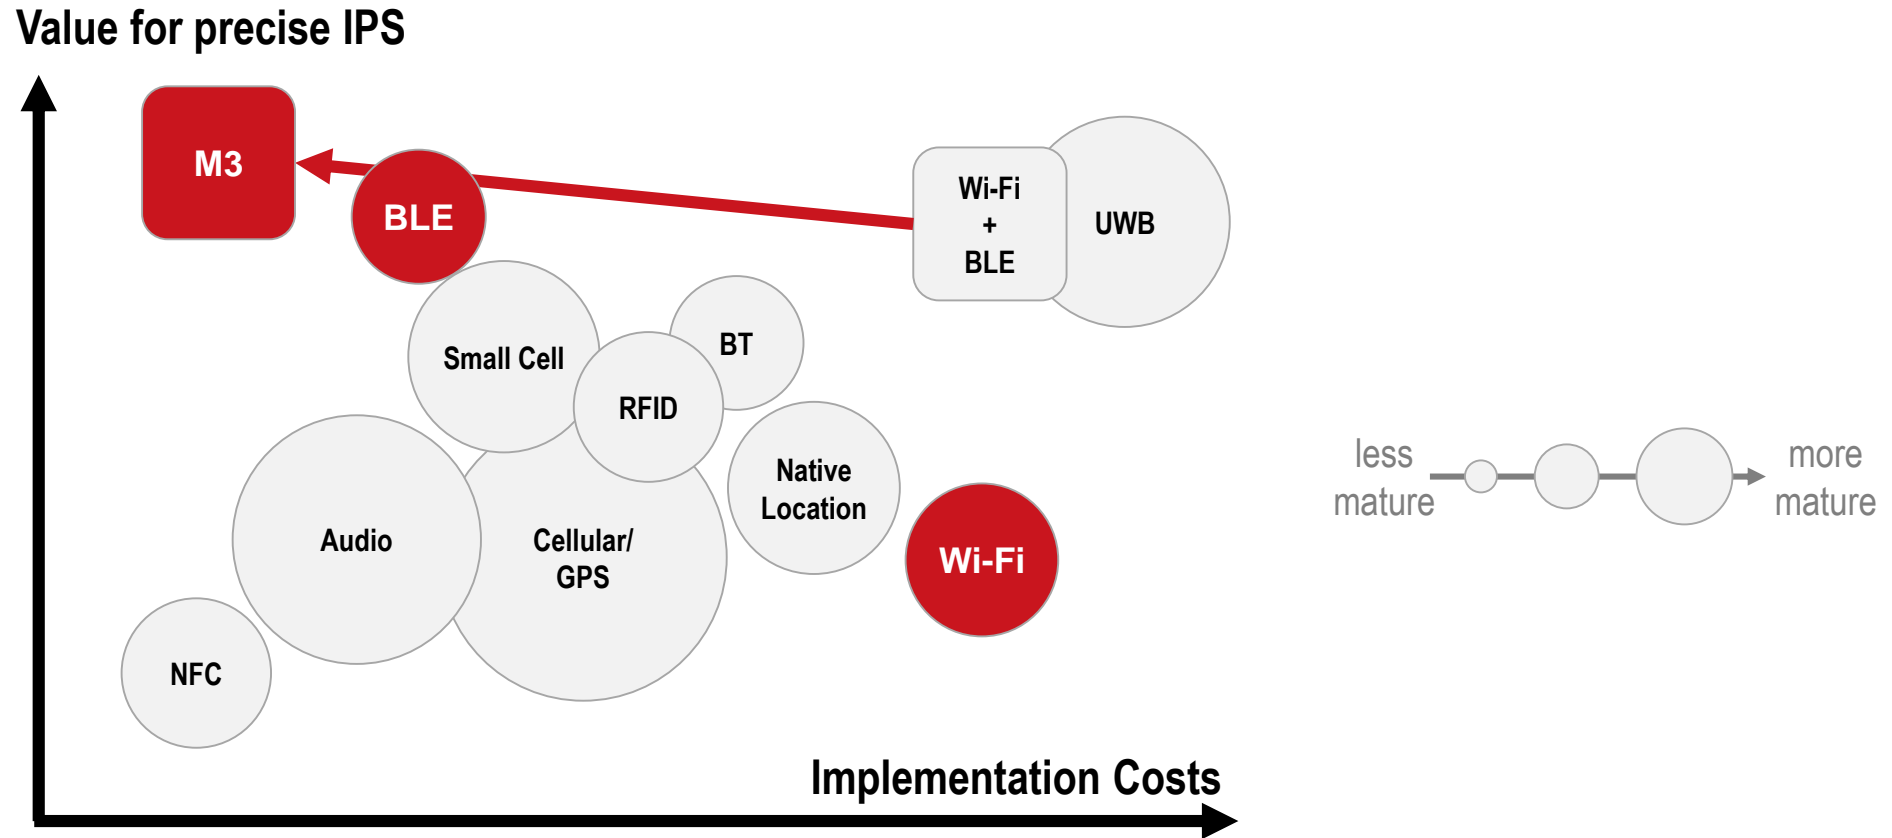 Value for precise IPS
M3
BLE
Wi-Fi
+
BLE
UWB
Small Cell
BT
RFID
Native
Location
Audio
Cellular/
GPS
Wi-Fi
NFC
Implementation Costs
less
mature
more
mature